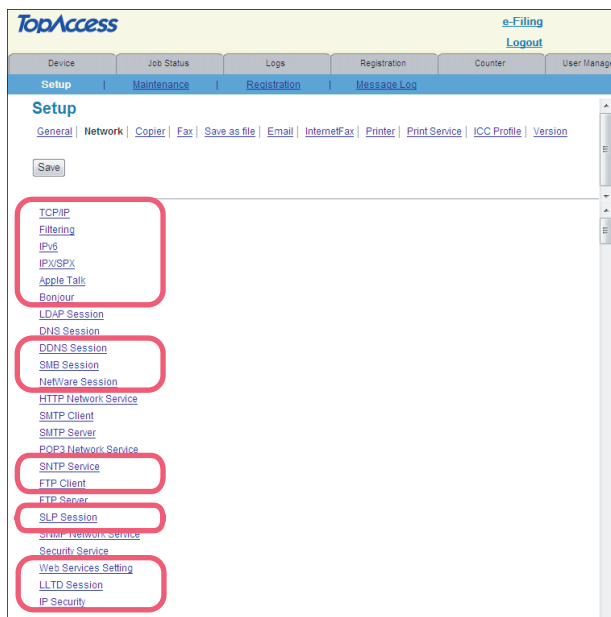 TopAccess
e-Filing
Logout
Device Job Status Logs Registration Counter User Manage
Setup | Maintenance | Registration | Message Log
Setup
General | Network | Copier | Fax | Save as file | Email | InternetFax | Printer | Print Service | ICC Profile | Version
Save
TCP/IP
Filtering
IPv6
IPX/SPX
Apple Talk
Bonjour
LDAP Session
DNS Session
DDNS Session
SMB Session
NetWare Session
HTTP Network Service
SMTP Client
SMTP Server
POP3 Network Service
SNTP Service
FTP Client
FTP Server
SLP Session
SNMP Network Service
Security Service
Web Services Setting
LLTD Session
IP Security